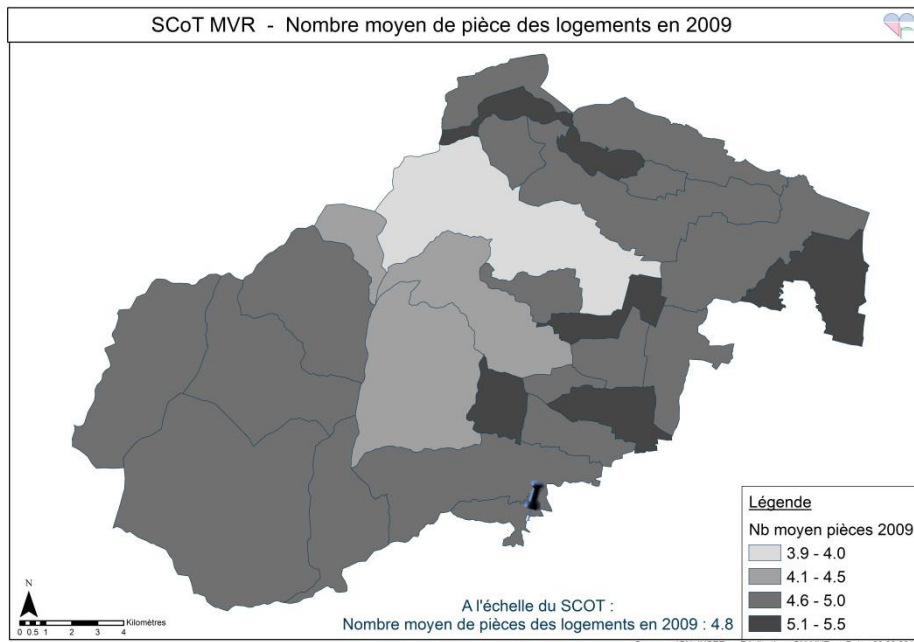 SCoT MVR - Nombre moyen de pièce des logements en 2009
Légende
Nb moyen pièces 2009
3.9 - 4.0
4.1 - 4.5
4.6 - 5.0
5.1 - 5.5
N
0 0.5 1 2 3 4 Kilomètres
A l'échelle du SCOT :
Nombre moyen de pièces des logements en 2009 : 4.8